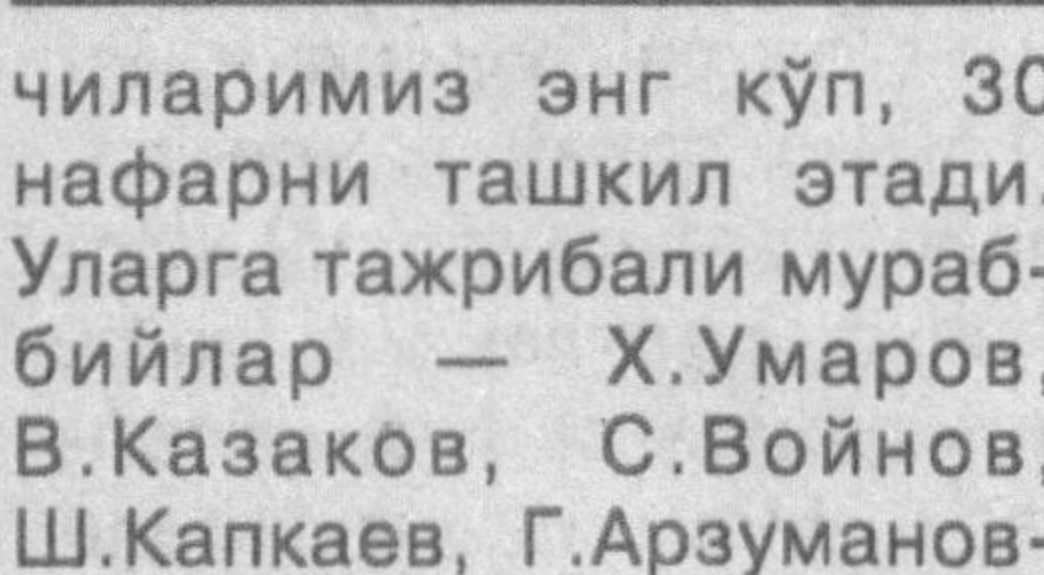 чиларимиз энг кўп, 30
нафарни ташкил этади.
Уларга тажрибали мураб-
бийлар — Х.Умаров,
В.Казаков, С.Войнов,
Ш.Капкаев, Г.Арзуманов-